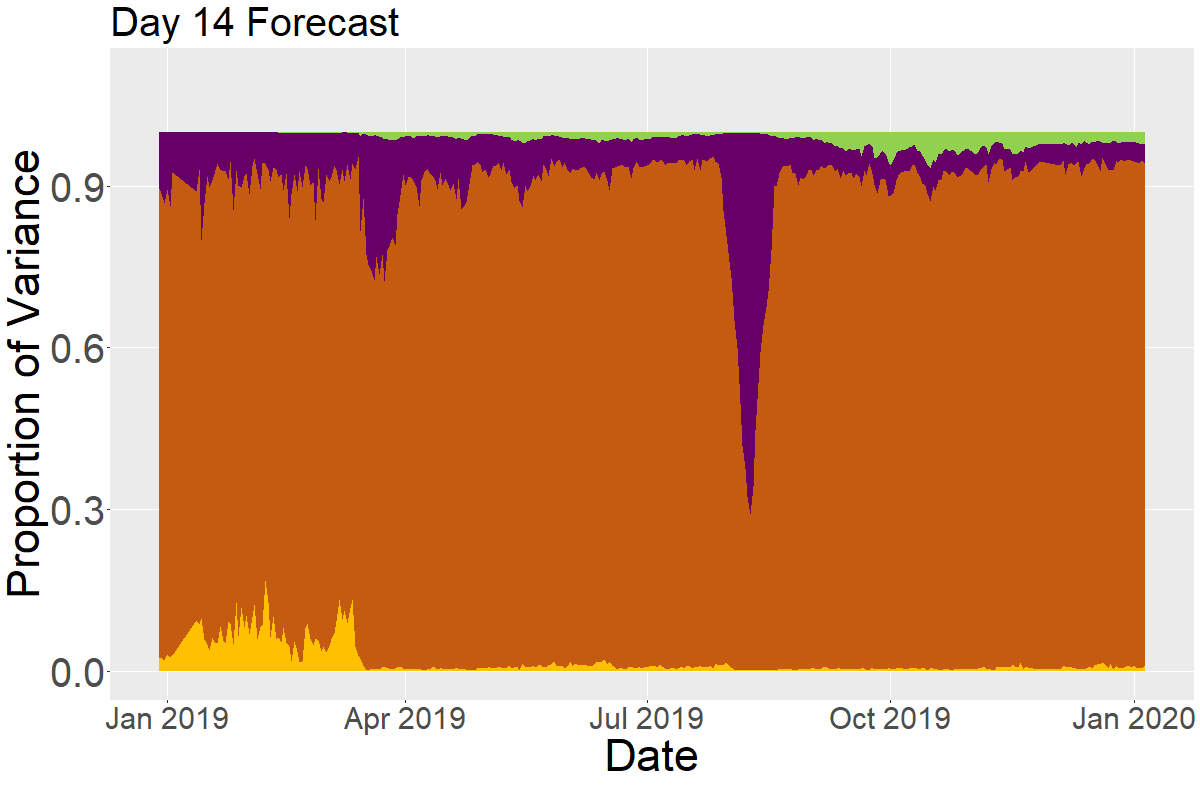 Day 14 Forecast
Proportion of Variance
0.9
0.6
0.3
0.0
Jan 2019 Apr 2019 Jul 2019 Oct 2019 Jan 2020
Date